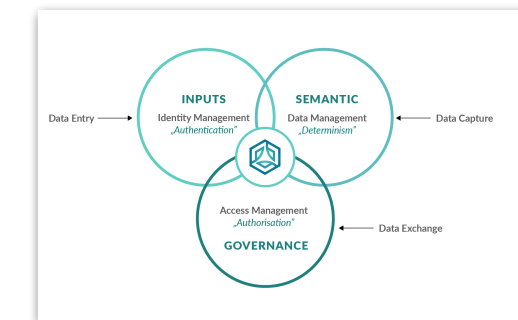 INPUTS
Identity Management
„Authentication“
SEMANTIC
Data Management
„Determinism“
Data Entry
Data Capture
Access Management
„Authorisation“
GOVERNANCE
Data Exchange